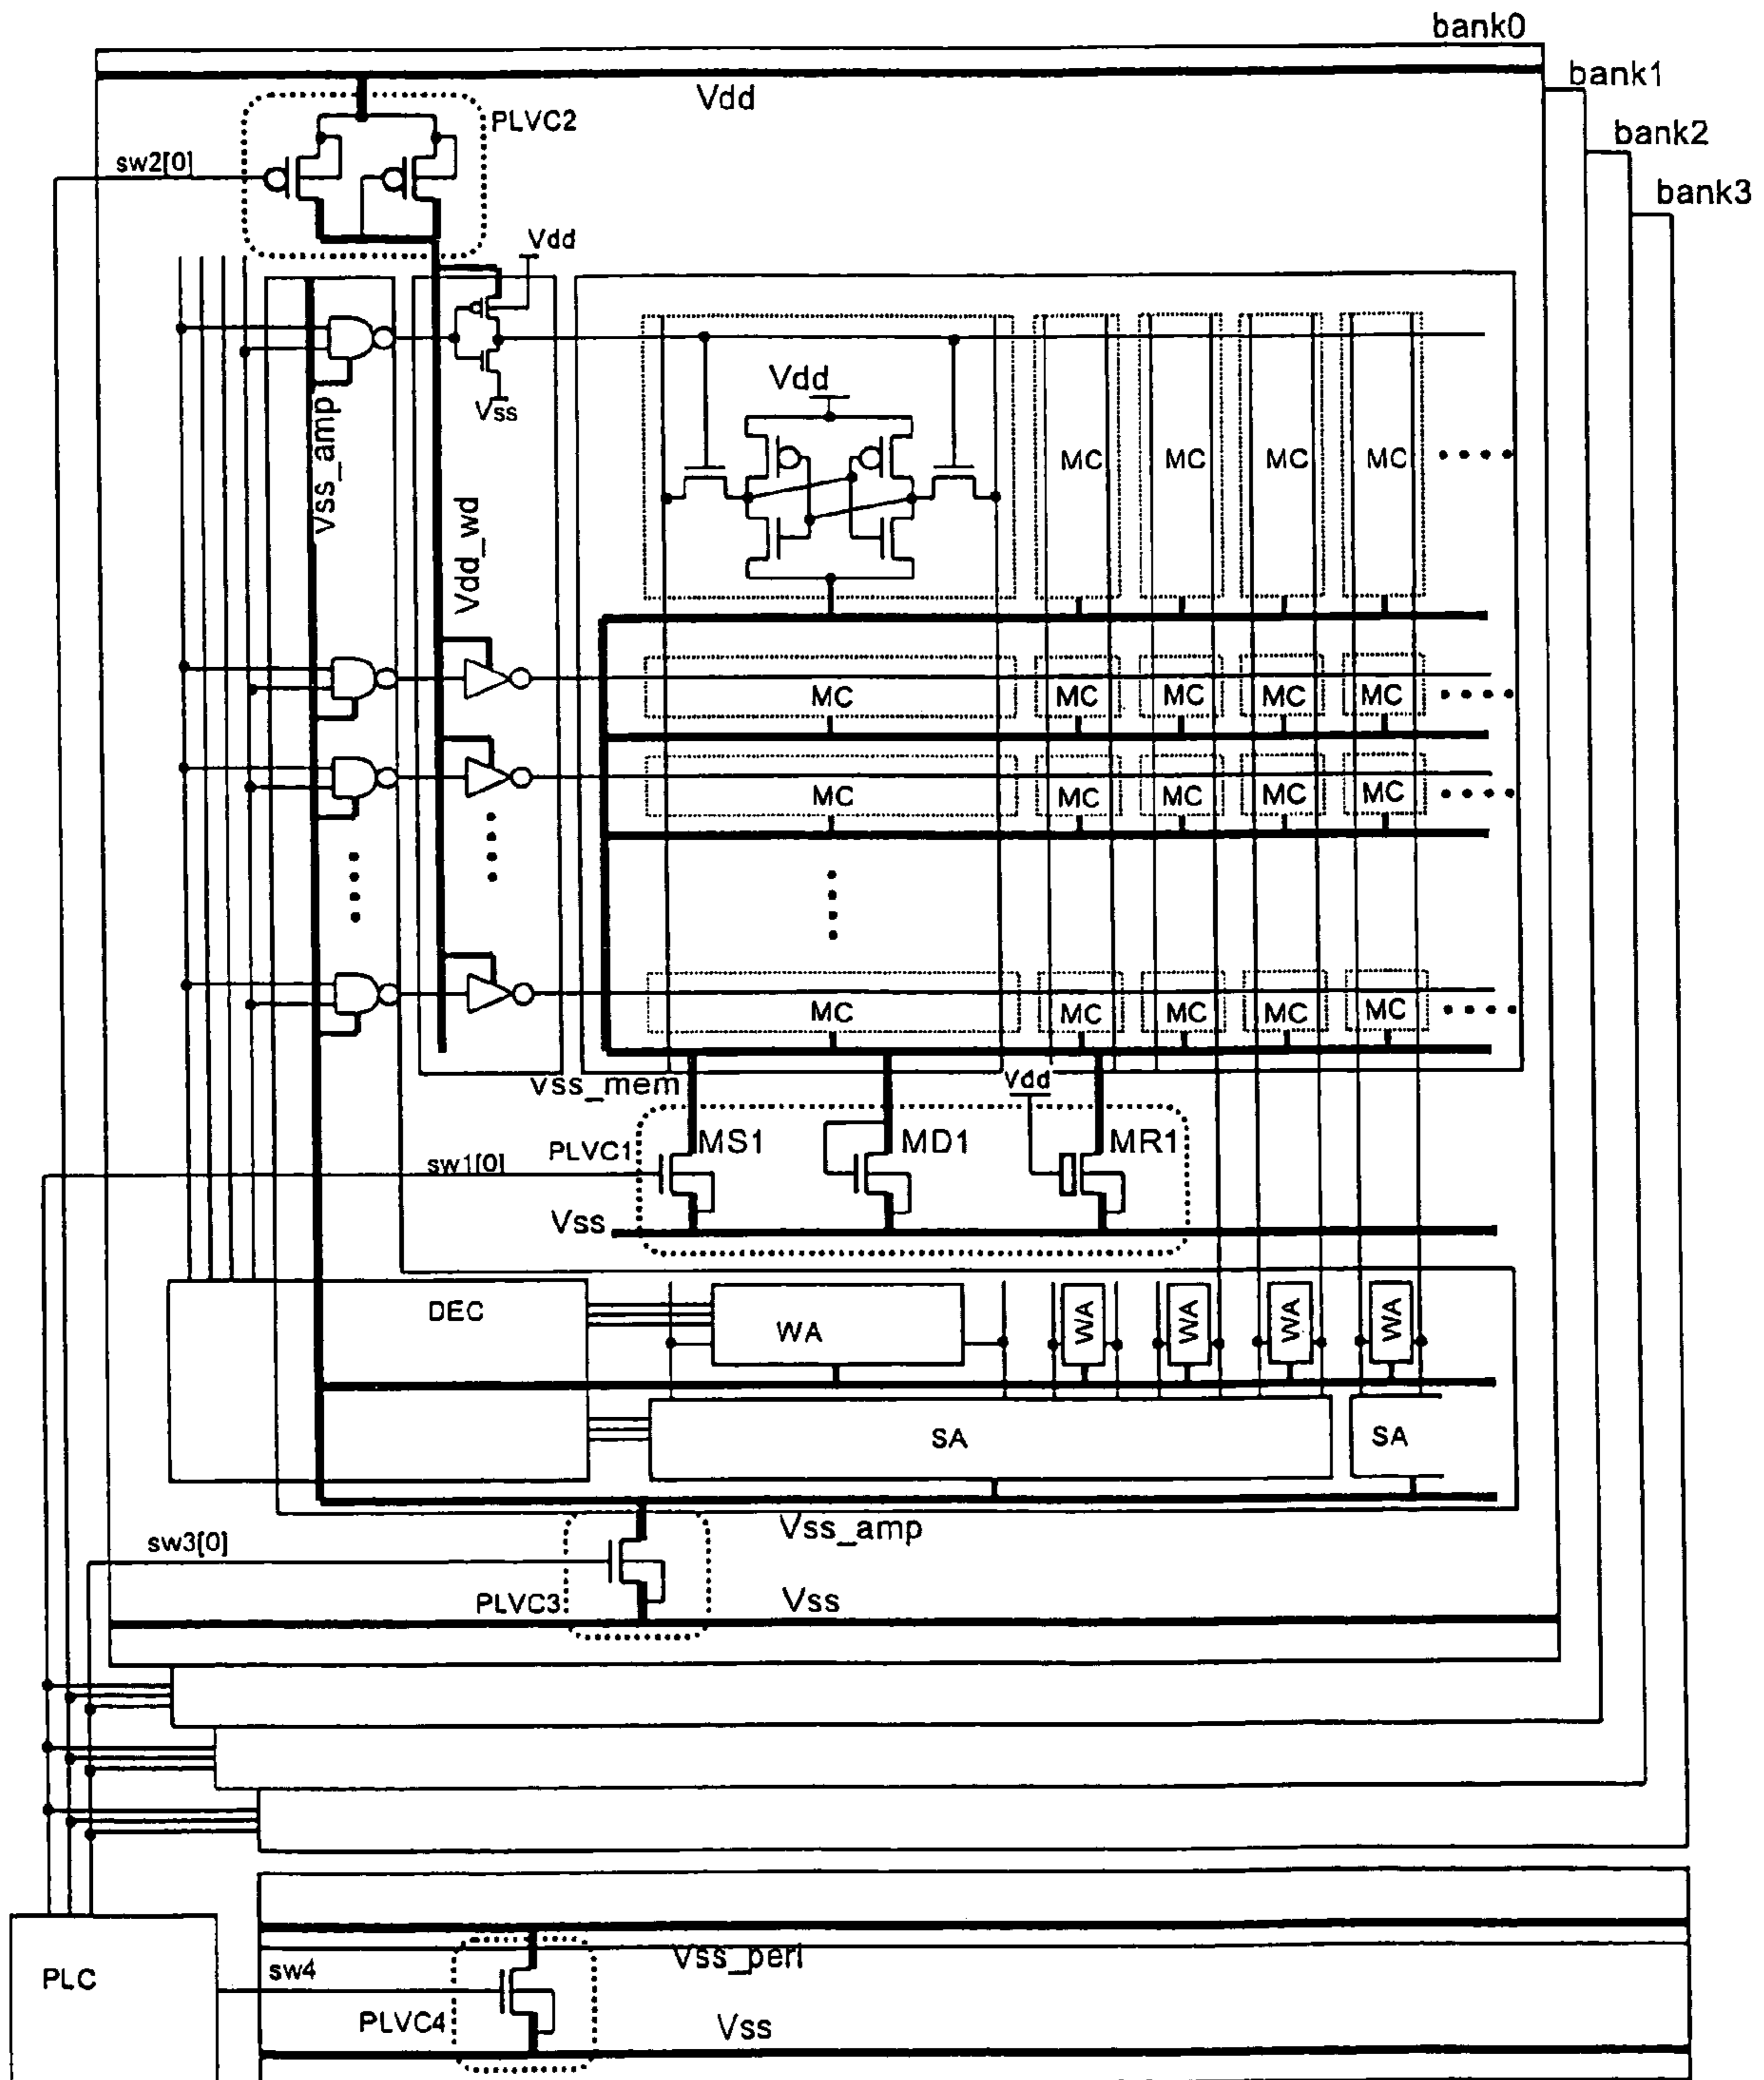 bank0
bank1
bank2
bank3
Vdd
PLVC2
sw2[0]
Vdd
Vss
Vss_amp
Vdd_wd
Vdd
MC MC MC MC
MC MC MC MC MC
MC MC MC MC MC
MC MC MC MC MC
Vss_mem
Vdd
PLVC1
MS1
MD1
MR1
sw1[0]
Vss
DEC
WA
WA
WA
WA
WA
SA
SA
Vss_amp
sw3[0]
PLVC3
Vss
PLC
sw4
Vss_peri
PLVC4
Vss